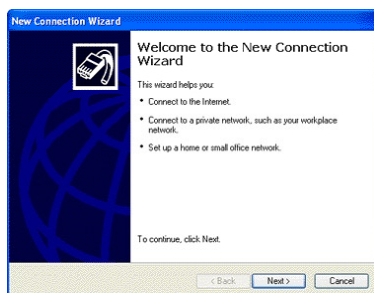 New Connection Wizard
Welcome to the New Connection
Wizard
This wizard helps you:
• Connect to the Internet.
• Connect to a private network, such as your workplace
network.
• Set up a home or small office network.
To continue, click Next.
< Back
Next >
Cancel